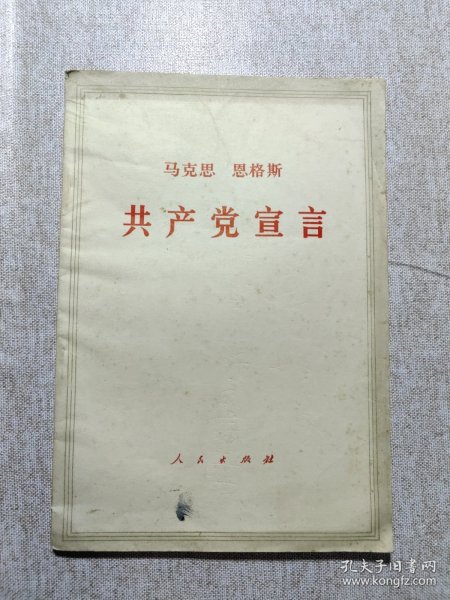 马克思 恩格斯
共产党宣言
人民出版社
孔夫子旧书网
www.kongfz.com